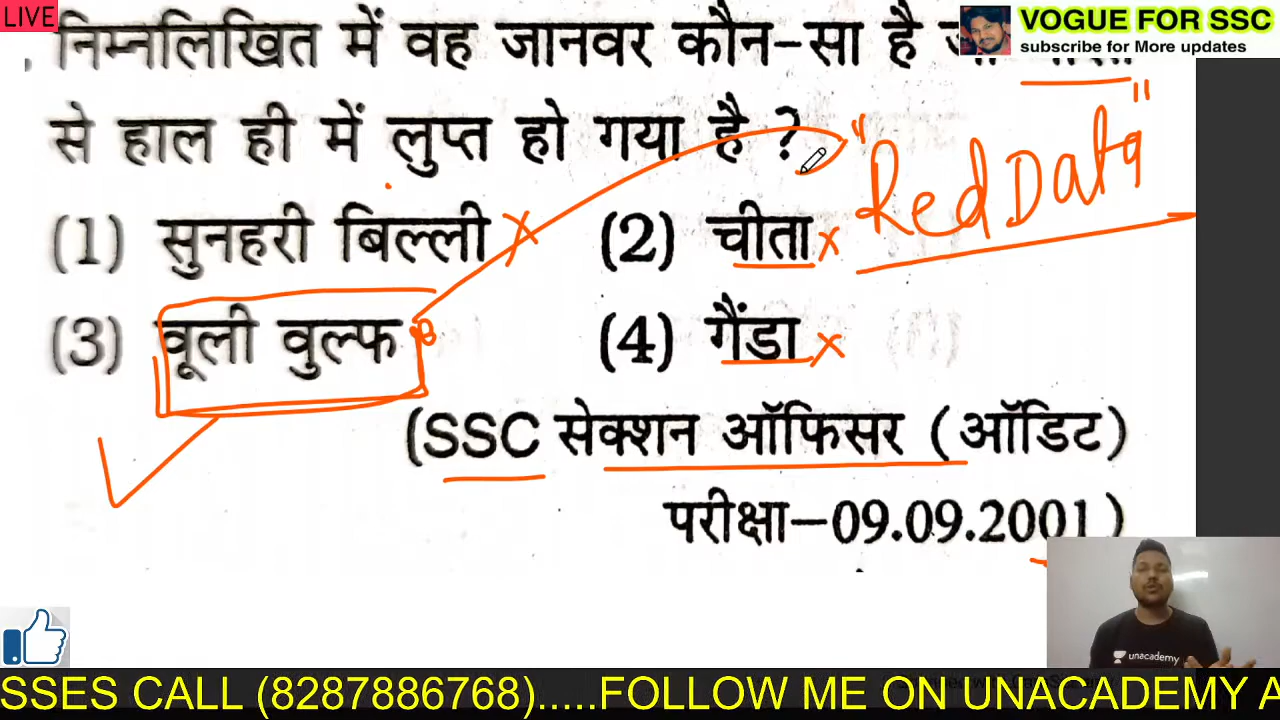 LIVE
VOGUE FOR SSC
subscribe for More updates
निम्नलिखित में वह जानवर कौन-सा है
से हाल ही में लुप्त हो गया है ?
"Red Data"
(1) सुनहरी बिल्ली
(2) चीता
(3) वूली वुल्फ
(4) गैंडा
(SSC सेक्शन ऑफिसर (ऑडिट)
परीक्षा-09.09.2001)
unacademy
SSES CALL (8287886768).....FOLLOW ME ON UNACADEMY A